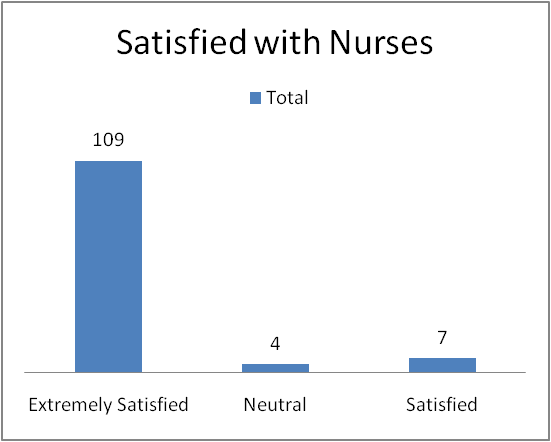 Satisfied with Nurses
Total
109
4
7
Extremely Satisfied
Neutral
Satisfied